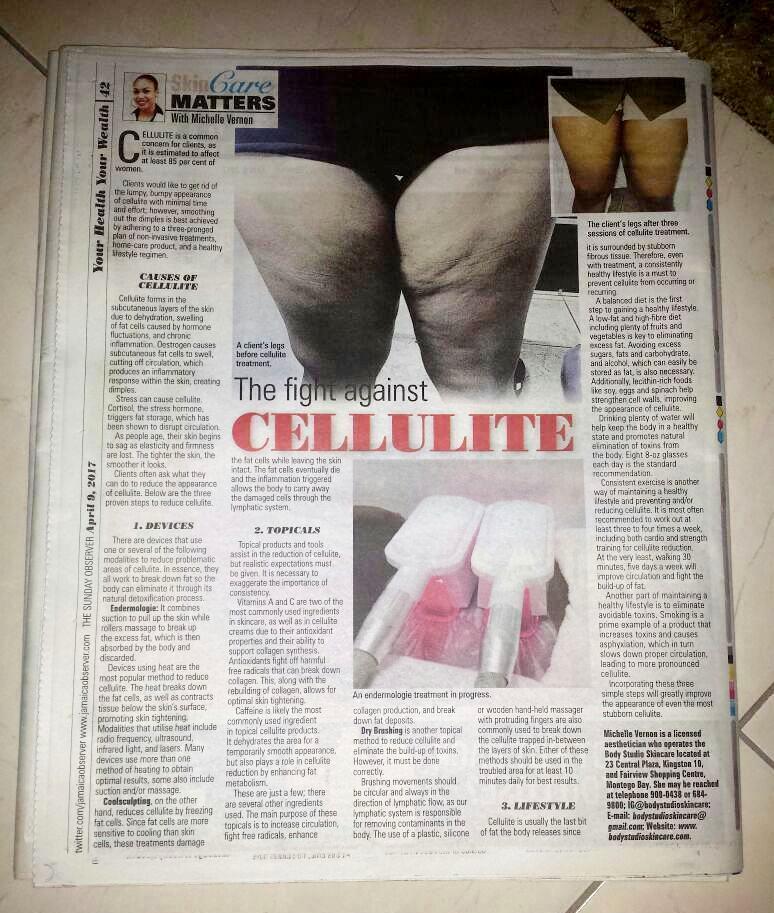 Your Health Your Wealth | 42
THE SUNDAY OBSERVER April 9, 2017
twitter.com/jamaicaobserver www.jamaicaobserver.com
SkinCare
MATTERS
With Michelle Vernon
CELLULITE is a common
concern for clients, as
it is estimated to affect
at least 85 per cent of
women.
Clients would like to get rid of
the lumpy, bumpy appearance
of cellulite with minimal time
and effort; however, smoothing
out the dimples is best achieved
by adhering to a three-pronged
plan of non-invasive treatments,
home-care product, and a healthy
lifestyle regimen.
CAUSES OF
CELLULITE
Cellulite forms in the
subcutaneous layers of the skin
due to dehydration, swelling
of fat cells caused by hormone
fluctuations, and chronic
inflammation. Oestrogen causes
subcutaneous fat cells to swell,
cutting off circulation, which
produces an inflammatory
response within the skin, creating
dimples.
Stress can cause cellulite.
Cortisol, the stress hormone,
triggers fat storage, which has
been shown to disrupt circulation.
As people age, their skin begins
to sag as elasticity and firmness
are lost. The tighter the skin, the
smoother it looks.
Clients often ask what they
can do to reduce the appearance
of cellulite. Below are the three
proven steps to reduce cellulite.
1. DEVICES
There are devices that use
one or several of the following
modalities to reduce problematic
areas of cellulite. In essence, they
all work to break down fat so the
body can eliminate it through its
natural detoxification process.
Endermologie: It combines
suction to pull up the skin while
rollers massage to break up
the excess fat, which is then
absorbed by the body and
discarded.
Devices using heat are the
most popular method to reduce
cellulite. The heat breaks down
the fat cells, as well as contracts
tissue below the skin's surface,
promoting skin tightening.
Modalities that utilise heat include
radio frequency, ultrasound,
infrared light, and lasers. Many
devices use more than one
method of heating to obtain
optimal results, some also include
suction and/or massage.
Coolsculpting, on the other
hand, reduces cellulite by freezing
fat cells. Since fat cells are more
sensitive to cooling than skin
cells, these treatments damage
A client's legs
before cellulite
treatment.
The fight against
CELLULITE
the fat cells while leaving the skin
intact. The fat cells eventually die
and the inflammation triggered
allows the body to carry away
the damaged cells through the
lymphatic system.
2. TOPICALS
Topical products and tools
assist in the reduction of cellulite,
but realistic expectations must
be given. It is necessary to
exaggerate the importance of
consistency.
Vitamins A and C are two of the
most commonly used ingredients
in skincare, as well as in cellulite
creams due to their antioxidant
properties and their ability to
support collagen synthesis.
Antioxidants fight off harmful
free radicals that can break down
collagen. This, along with the
rebuilding of collagen, allows for
optimal skin tightening.
Caffeine is likely the most
commonly used ingredient
in topical cellulite products.
It dehydrates the area for a
temporarily smooth appearance,
but also plays a role in cellulite
reduction by enhancing fat
metabolism.
These are just a few; there
are several other ingredients
used. The main purpose of these
topicals is to increase circulation,
fight free radicals, enhance
An endermologie treatment in progress.
collagen production, and break
down fat deposits.
Dry Brushing is another topical
method to reduce cellulite and
eliminate the build-up of toxins.
However, it must be done
correctly.
Brushing movements should
be circular and always in the
direction of lymphatic flow, as our
lymphatic system is responsible
for removing contaminants in the
body. The use of a plastic, silicone
or wooden hand-held massager
with protruding fingers are also
commonly used to break down
the cellulite trapped in-between
the layers of skin. Either of these
methods should be used in the
troubled area for at least 10
minutes daily for best results.
3. LIFESTYLE
Cellulite is usually the last bit
of fat the body releases since
The client's legs after three
sessions of cellulite treatment.
it is surrounded by stubborn
fibrous tissue. Therefore, even
with treatment, a consistently
healthy lifestyle is a must to
prevent cellulite from occurring or
recurring.
A balanced diet is the first
step to gaining a healthy lifestyle.
A low-fat and high-fibre diet
including plenty of fruits and
vegetables is key to eliminating
excess fat. Avoiding excess
sugars, fats and carbohydrate,
and alcohol, which can easily be
stored as fat, is also necessary.
Additionally, lecithin-rich foods
like soy, eggs and spinach help
strengthen cell walls, improving
the appearance of cellulite.
Drinking plenty of water will
help keep the body in a healthy
state and promotes natural
elimination of toxins from
the body. Eight 8-oz glasses
each day is the standard
recommendation.
Consistent exercise is another
way of maintaining a healthy
lifestyle and preventing and/or
reducing cellulite. It is most often
recommended to work out at
least three to four times a week,
including both cardio and strength
training for cellulite reduction.
At the very least, walking 30
minutes, five days a week will
improve circulation and fight the
build-up of fat.
Another part of maintaining a
healthy lifestyle is to eliminate
avoidable toxins. Smoking is a
prime example of a product that
increases toxins and causes
asphyxiation, which in turn
slows down proper circulation,
leading to more pronounced
cellulite.
Incorporating these three
simple steps will greatly improve
the appearance of even the most
stubborn cellulite.
Michelle Vernon is a licensed
aesthetician who operates the
Body Studio Skincare located at
23 Central Plaza, Kingston 10,
and Fairview Shopping Centre,
Montego Bay. She may be reached
at telephone 909-0438 or 684-
9800; IG@bodystudioskincare;
E-mail: bodystudioskincare@
gmail.com; Website: www.
bodystudioskincare.com.